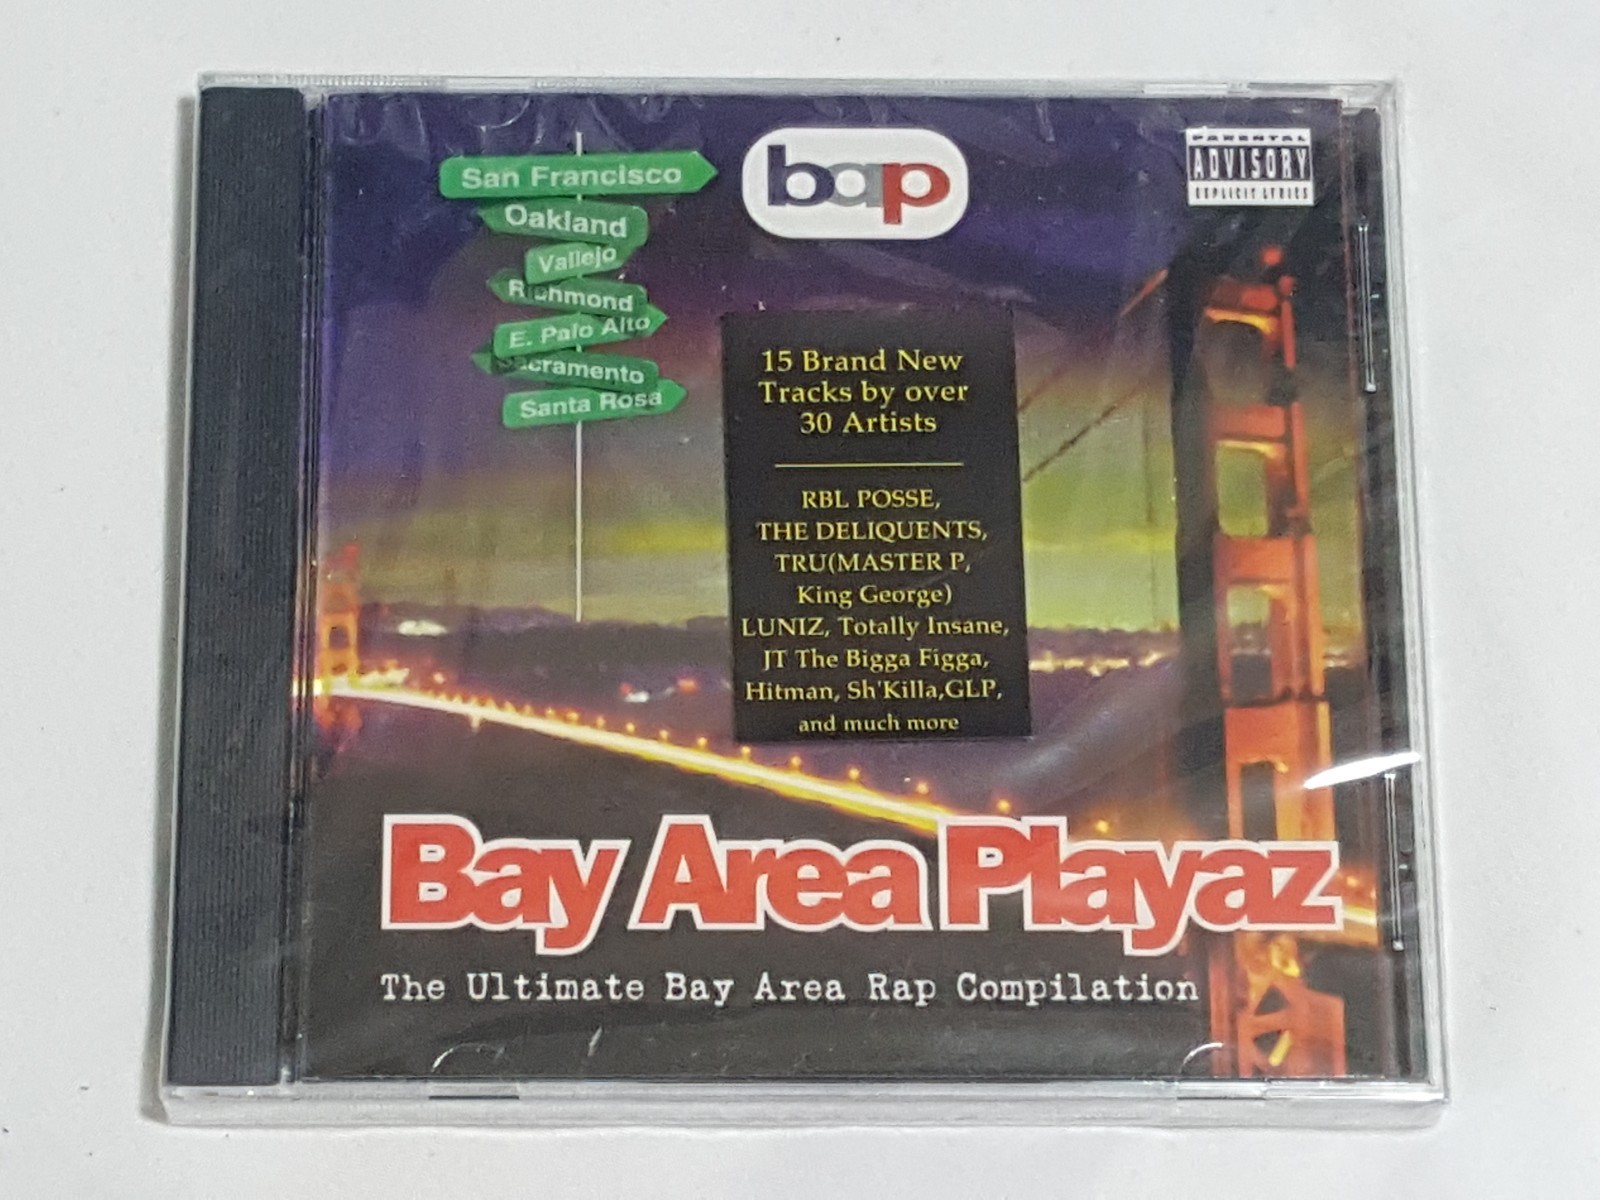 San Francisco
Oakland
Vallejo
Richmond
E. Palo Alto
Sacramento
Santa Rosa
bap
PARENTAL
ADVISORY
EXPLICIT LYRICS
15 Brand New
Tracks by over
30 Artists
RBL POSSE,
THE DELIQUENTS,
TRU(MASTER P,
King George)
LUNIZ, Totally Insane,
JT The Bigga Figga,
Hitman, Sh'Killa,GLP,
and much more
Bay Area Playaz
The Ultimate Bay Area Rap Compilation